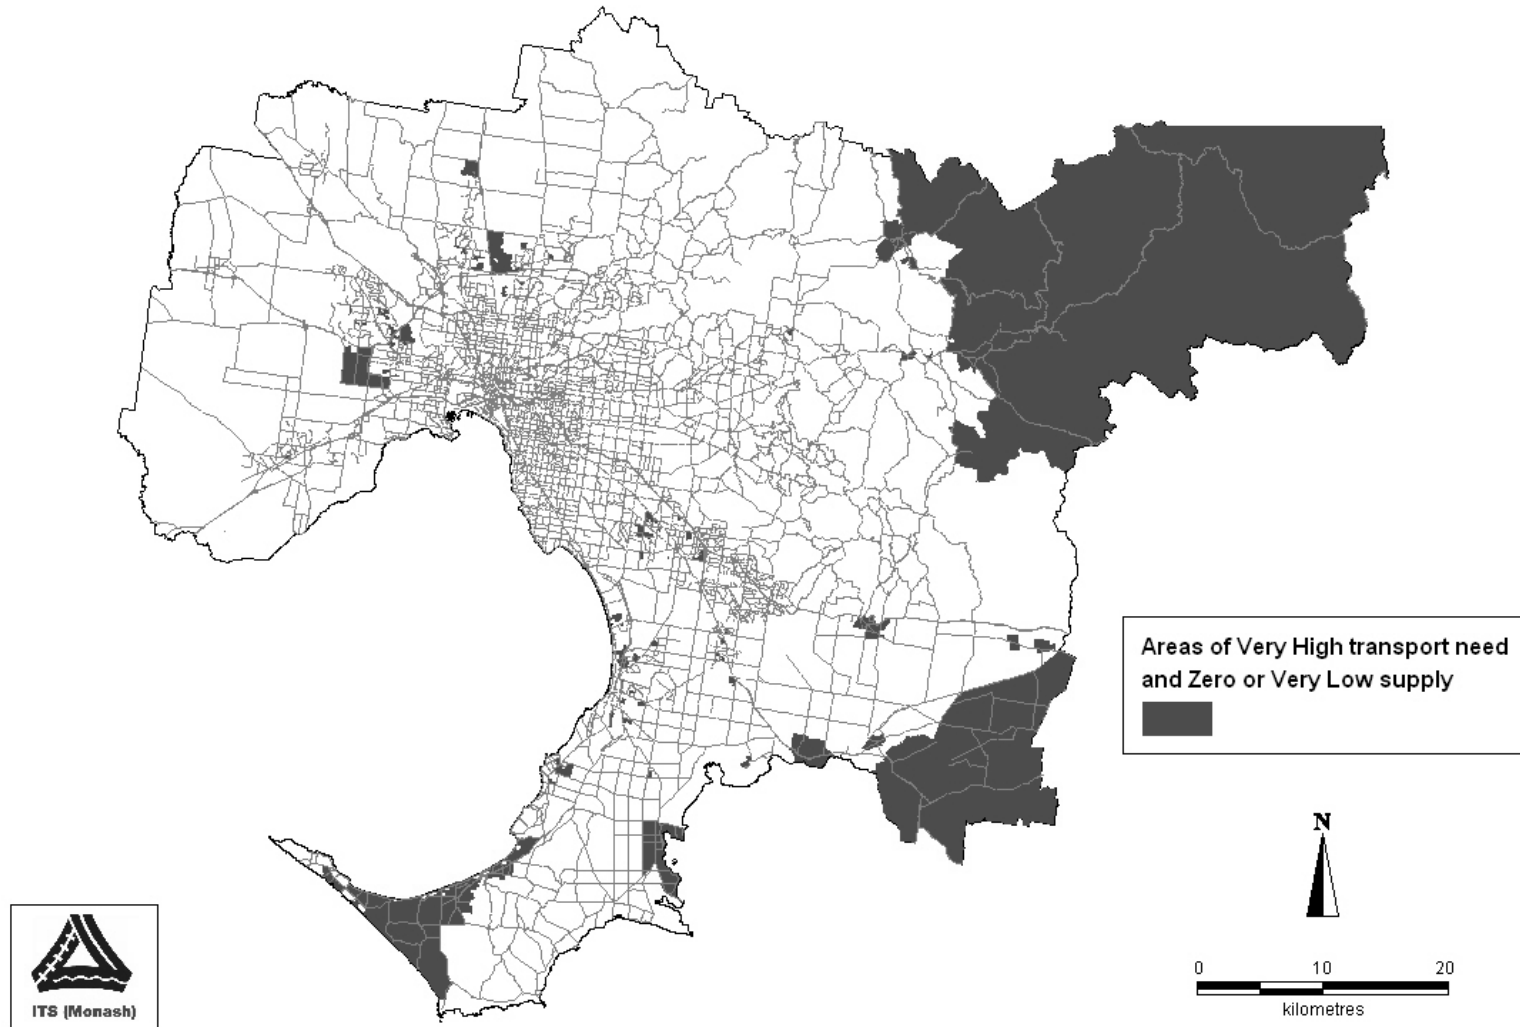 Areas of Very High transport need
and Zero or Very Low supply
N
0 10 20
kilometres
ITS (Monash)